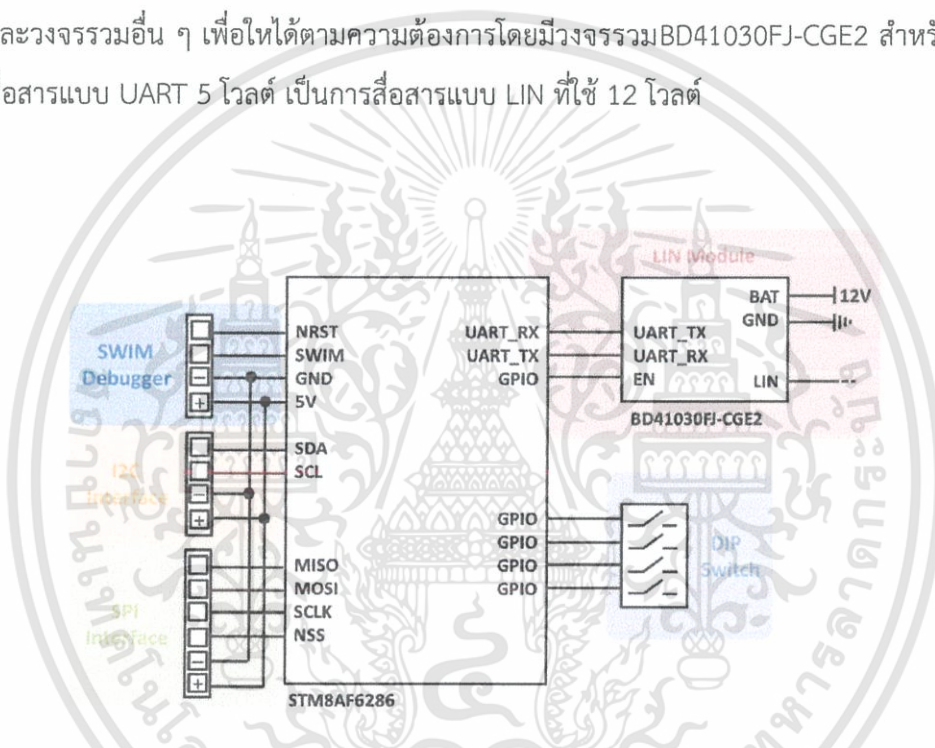 ละวงจรรวมอื่น ๆ เพื่อให้ได้ตามความต้องการโดยมีวงจรรวมBD41030FJ-CGE2 สำหรั
อสารแบบ UART 5 โวลต์ เป็นการสื่อสารแบบ LIN ที่ใช้ 12 โวลต์
LIN Module
SWIM
Debugger
NRST
SWIM
GND
5V
UART_RX
UART_TX
GPIO
UART_TX
UART_RX
EN
BAT
GND
LIN
12V
BD41030FJ-CGE2
I2C
Interface
SDA
SCL
GPIO
GPIO
GPIO
GPIO
DIP
Switch
SPI
Interface
MISO
MOSI
SCLK
NSS
STM8AF6286